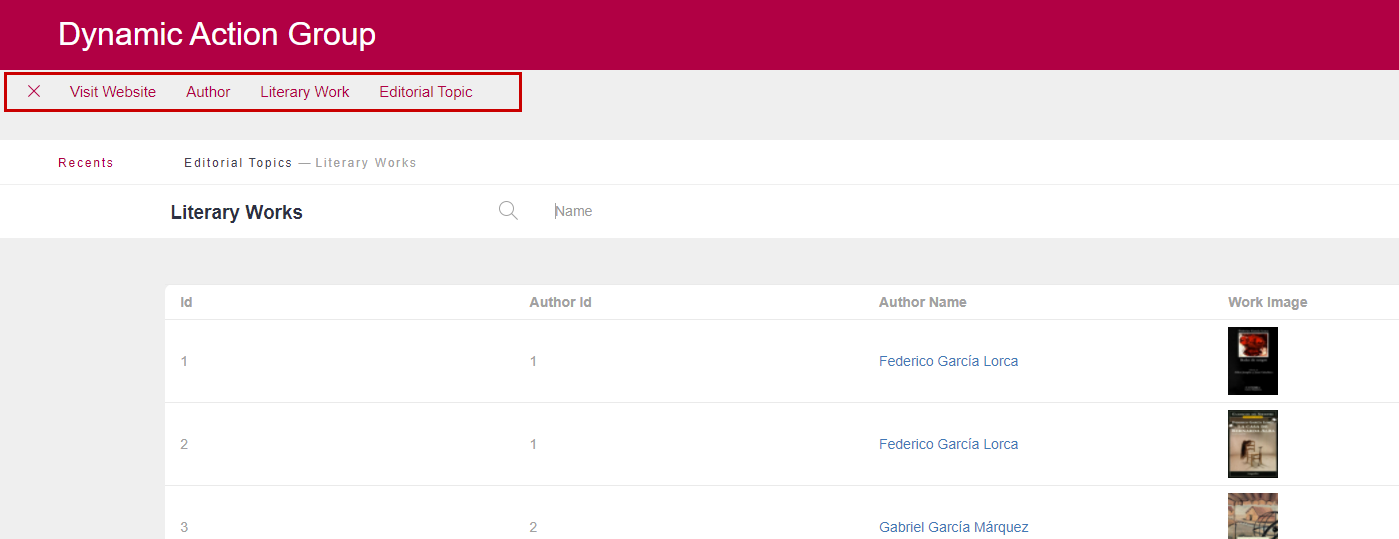 Dynamic Action Group
Visit Website Author Literary Work Editorial Topic
Recents Editorial Topics — Literary Works
Literary Works Name
Id Author Id Author Name Work Image
1 1 Federico García Lorca
2 1 Federico García Lorca
3 2 Gabriel García Márquez